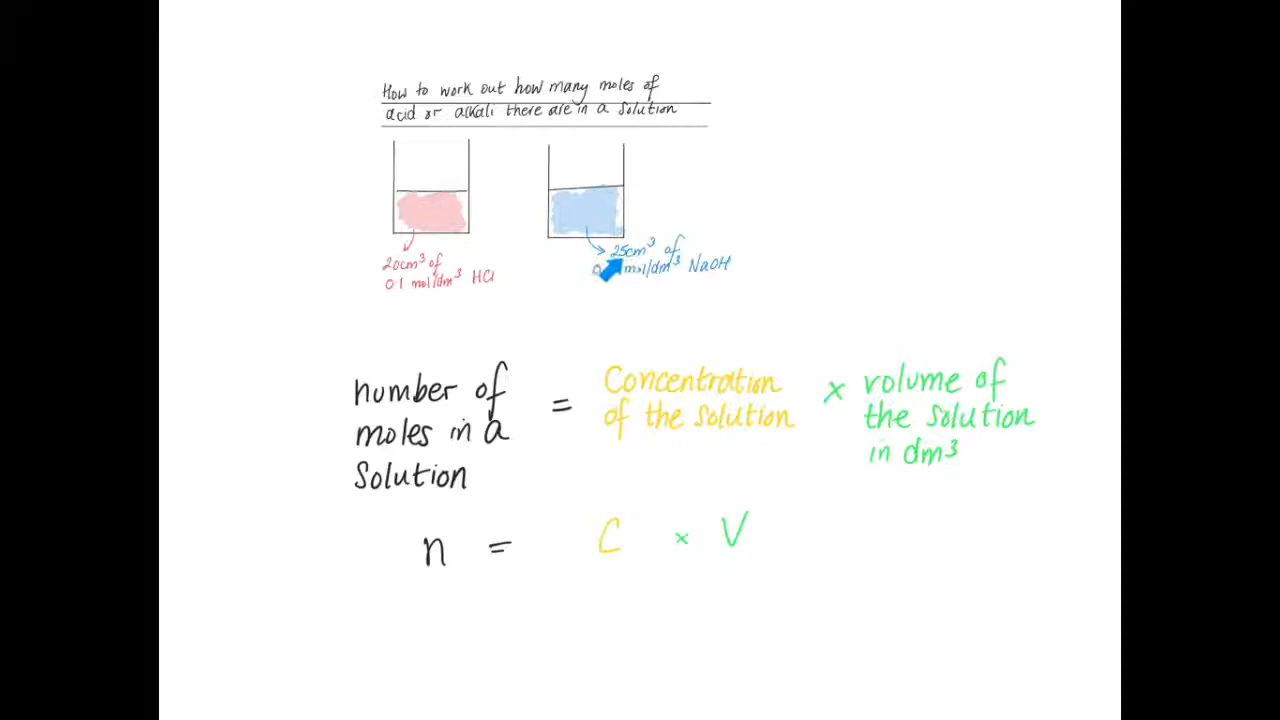 How to work out how many moles of
acid or alkali there are in a solution
20cm³ of
0.1 mol/dm³ HCl
25cm³ of
mol/dm³ NaOH
number of
moles in a
solution
=
Concentration
of the solution
×
volume of
the solution
in dm³
n = C × V